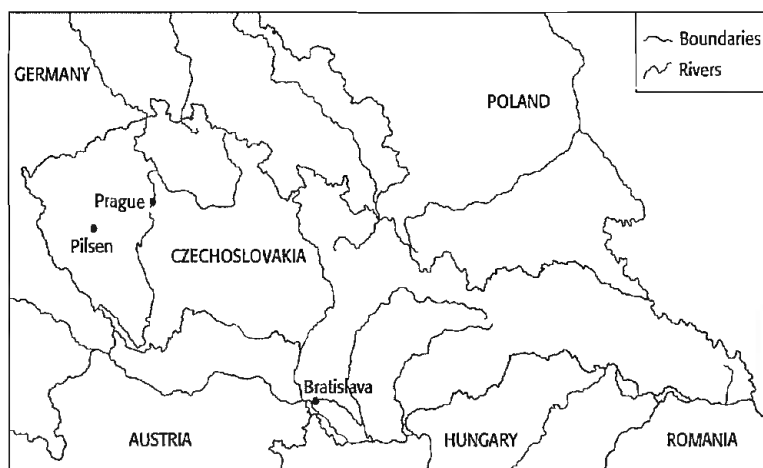 Boundaries
Rivers
GERMANY
POLAND
Prague
Pilsen
CZECHOSLOVAKIA
Bratislava
AUSTRIA
HUNGARY
ROMANIA